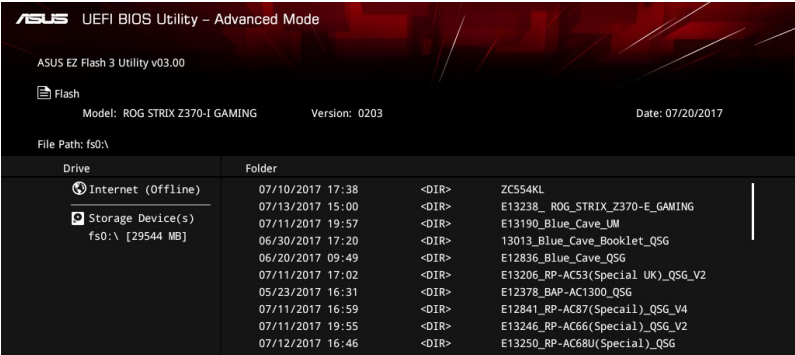 ASUS UEFI BIOS Utility – Advanced Mode
ASUS EZ Flash 3 Utility v03.00
Flash
Model: ROG STRIX Z370-I GAMING Version: 0203 Date: 07/20/2017
File Path: fs0:\
Drive Folder
Internet (Offline) 07/10/2017 17:38 <DIR> ZC554KL
07/13/2017 15:00 <DIR> E13238_ ROG_STRIX_Z370-E_GAMING
Storage Device(s) 07/11/2017 19:57 <DIR> E13190_Blue_Cave_UM
fs0:\ [29544 MB] 06/30/2017 17:20 <DIR> 13013_Blue_Cave_Booklet_QSG
06/20/2017 09:49 <DIR> E12836_Blue_Cave_QSG
07/11/2017 17:02 <DIR> E13206_RP-AC53(Special UK)_QSG_V2
05/23/2017 16:31 <DIR> E12378_BAP-AC1300_QSG
07/11/2017 16:59 <DIR> E12841_RP-AC87(Specail)_QSG_V4
07/11/2017 19:55 <DIR> E13246_RP-AC66(Special)_QSG_V2
07/12/2017 16:46 <DIR> E13250_RP-AC68U(Special)_QSG